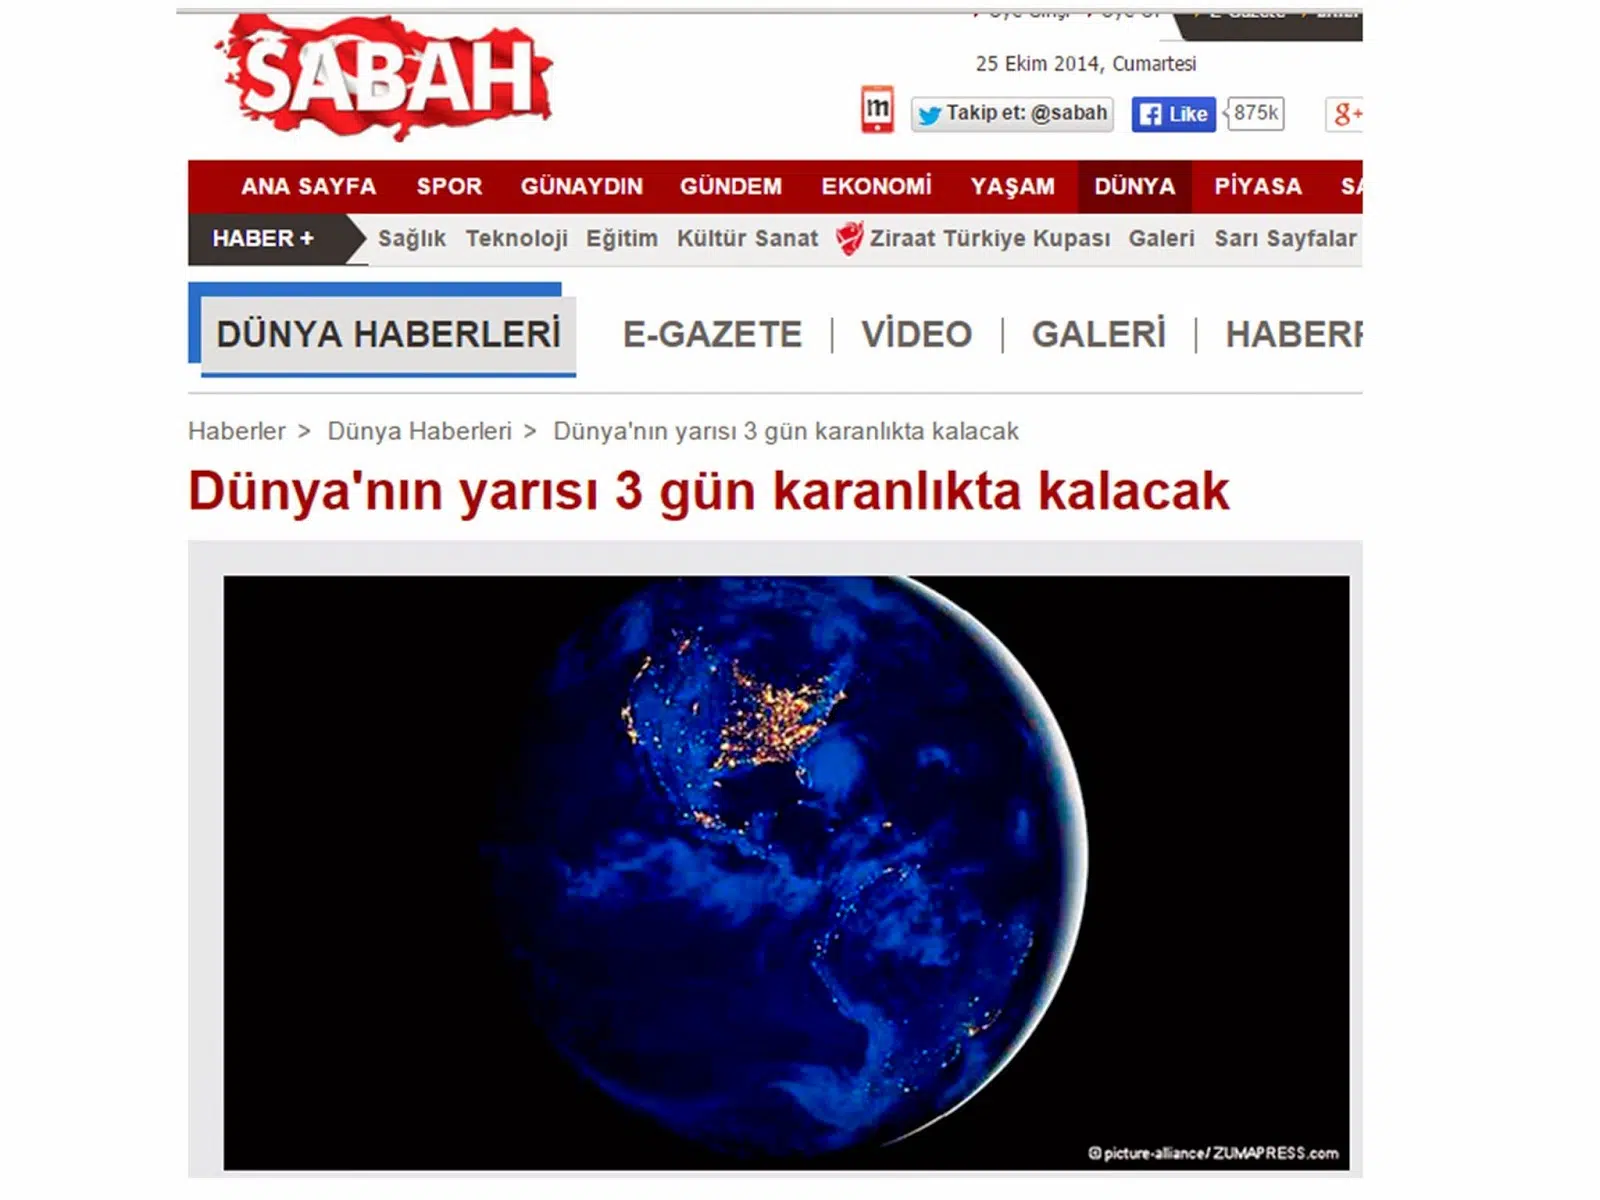 SABAH
25 Ekim 2014, Cumartesi
m Takip et: @sabah Like 875k g+
ANA SAYFA SPOR GÜNAYDIN GÜNDEM EKONOMİ YAŞAM DÜNYA PİYASA
HABER + Sağlık Teknoloji Eğitim Kültür Sanat Ziraat Türkiye Kupası Galeri Sarı Sayfalar
DÜNYA HABERLERİ E-GAZETE | VİDEO | GALERİ |
Haberler > Dünya Haberleri > Dünya'nın yarısı 3 gün karanlıkta kalacak
Dünya'nın yarısı 3 gün karanlıkta kalacak
© picture-alliance/ ZUMAPRESS.com